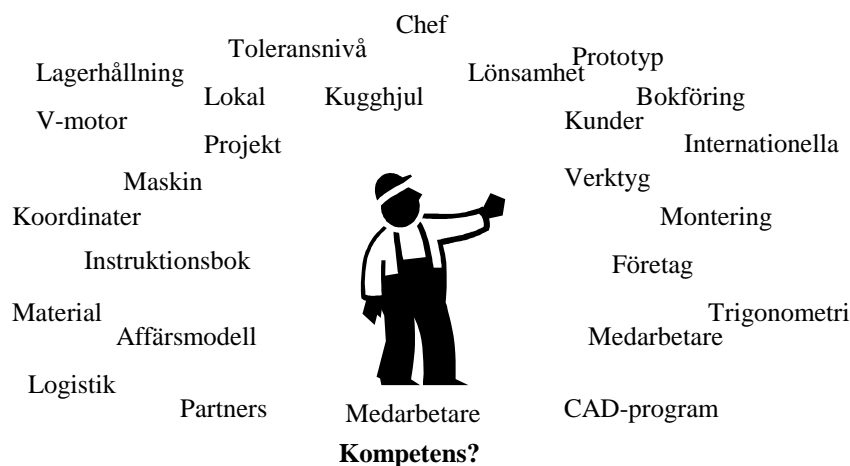 Chef
Toleransnivå
Prototyp
Lagerhållning
Lönsamhet
Lokal
Kugghjul
Bokföring
V-motor
Kunder
Projekt
Internationella
Maskin
Verktyg
Koordinater
Montering
Instruktionsbok
Företag
Material
Trigonometri
Affärsmodell
Medarbetare
Logistik
Partners
Medarbetare
CAD-program
Kompetens?